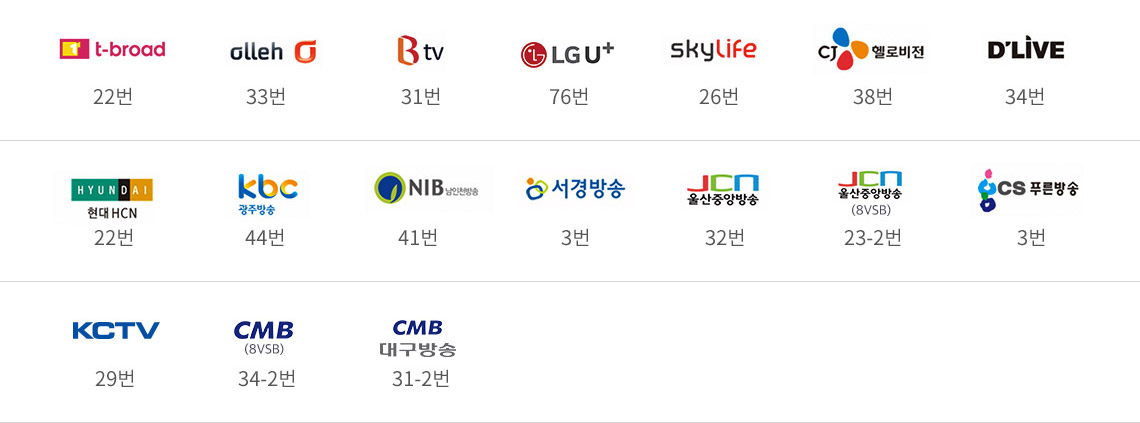 1 t-broad
olleh
B tv
LG U+
skylife
CJ 헬로비전
D'LIVE
22번
33번
31번
76번
26번
38번
34번
HYUNDAI
현대 HCN
kbc
광주방송
NIB 남인천방송
서경방송
JCN
울산중앙방송
JCN
울산중앙방송
(8VSB)
CS 푸른방송
22번
44번
41번
3번
32번
23-2번
3번
KCTV
CMB
(8VSB)
CMB
대구방송
29번
34-2번
31-2번